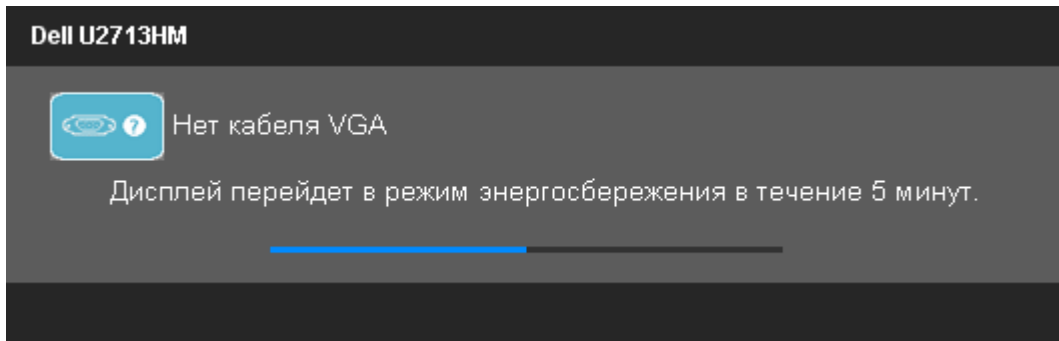 Dell U2713HM
Нет кабеля VGA
Дисплей перейдет в режим энергосбережения в течение 5 минут.